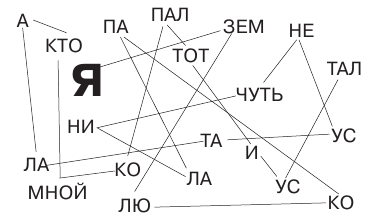 А КТО ПА ПАЛ ЗЕМ НЕ
Я ТОТ ТАЛ
НИ ЧУТЬ
ЛА КО ТА И УС
МНОЙ ЛЮ ЛА УС КО